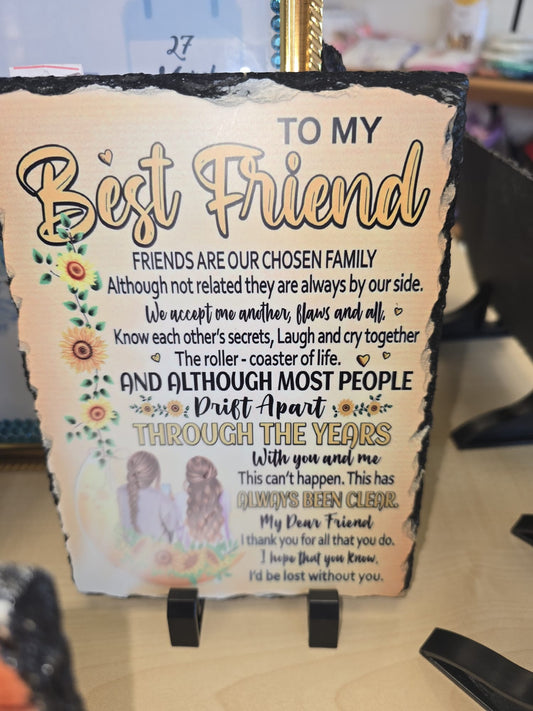 27
TO MY
Best Friend
FRIENDS ARE OUR CHOSEN FAMILY
Although not related they are always by our side.
We accept one another, flaws and all.
Know each other's secrets, Laugh and cry together
The roller - coaster of life.
AND ALTHOUGH MOST PEOPLE
Drift Apart
THROUGH THE YEARS
With you and me
This can't happen. This has
ALWAYS BEEN CLEAR.
My Dear Friend
I thank you for all that you do.
I hope that you know,
I'd be lost without you.